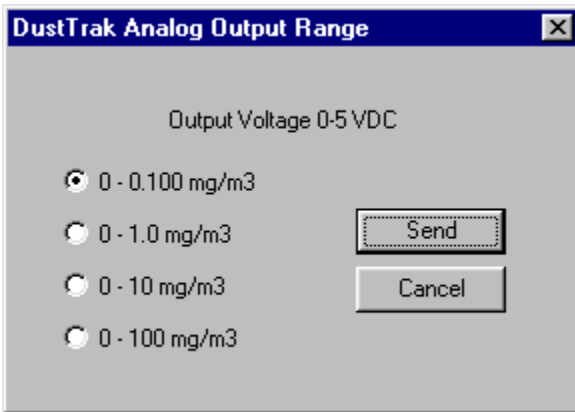 DustTrak Analog Output Range
Output Voltage 0-5 VDC
0 - 0.100 mg/m3
0 - 1.0 mg/m3
0 - 10 mg/m3
0 - 100 mg/m3
Send
Cancel